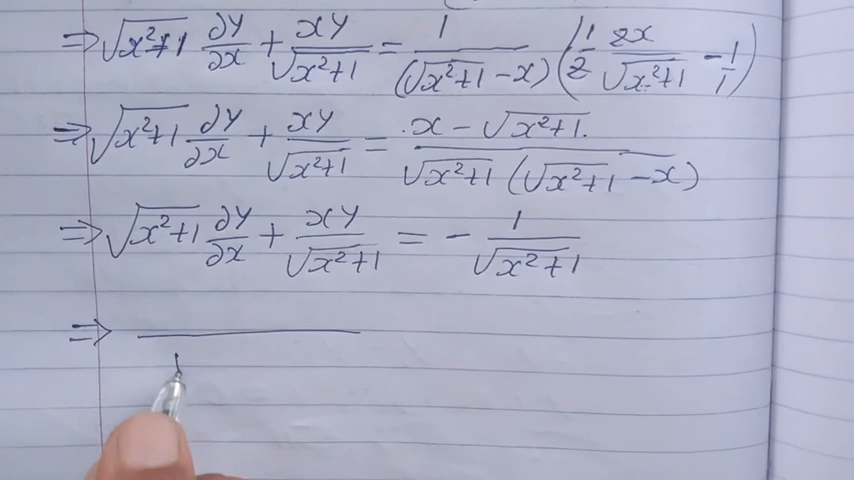 ⇒ √(x²+1) ∂y/∂x + xy/√(x²+1) = 1/(√(x²+1) - x) (1/2 2x/√(x²+1) - 1/1)
⇒ √(x²+1) ∂y/∂x + xy/√(x²+1) = x - √(x²+1) / √(x²+1) (√(x²+1) - x)
⇒ √(x²+1) ∂y/∂x + xy/√(x²+1) = - 1/√(x²+1)
⇒